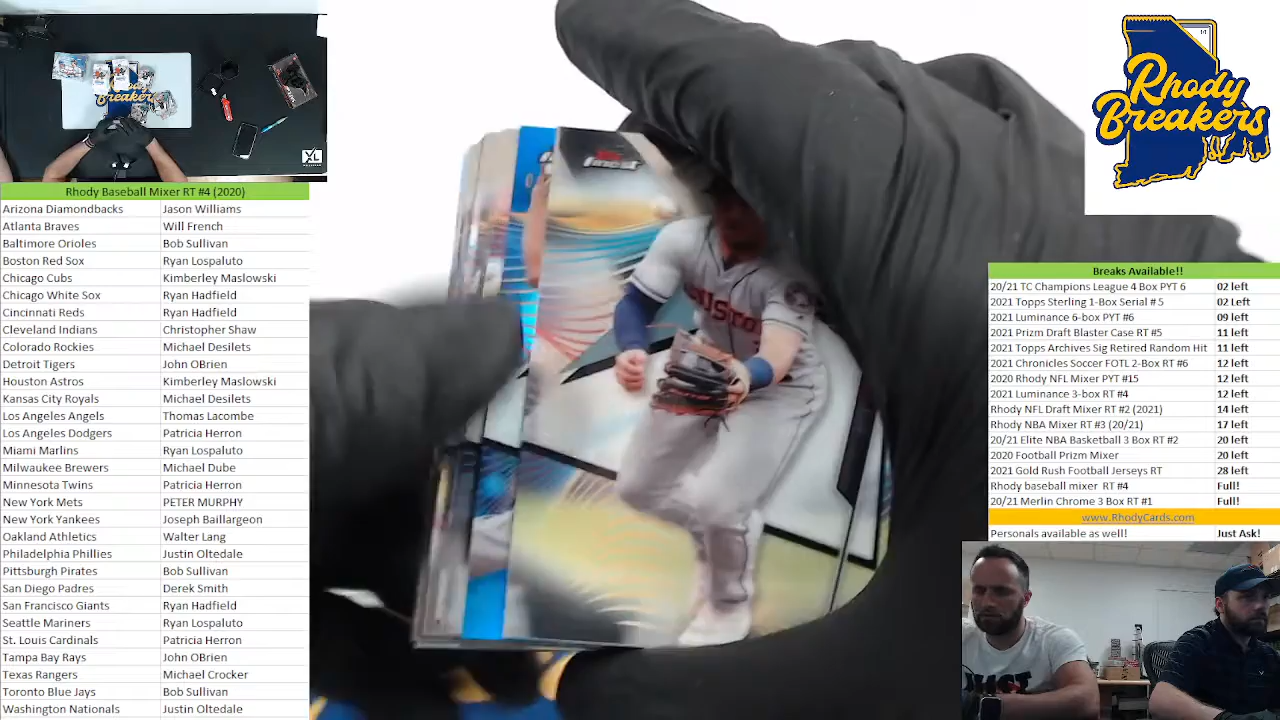 Rhody Breakers
XL
Rhody Baseball Mixer RT #4 (2020)
Arizona Diamondbacks Jason Williams
Atlanta Braves Will French
Baltimore Orioles Bob Sullivan
Boston Red Sox Ryan Lospaluto
Chicago Cubs Kimberley Maslowski
Chicago White Sox Ryan Hadfield
Cincinnati Reds Ryan Hadfield
Cleveland Indians Christopher Shaw
Colorado Rockies Michael Desilets
Detroit Tigers John OBrien
Houston Astros Kimberley Maslowski
Kansas City Royals Michael Desilets
Los Angeles Angels Thomas Lacombe
Los Angeles Dodgers Patricia Herron
Miami Marlins Ryan Lospaluto
Milwaukee Brewers Michael Dube
Minnesota Twins Patricia Herron
New York Mets PETER MURPHY
New York Yankees Joseph Baillargeon
Oakland Athletics Walter Lang
Philadelphia Phillies Justin Oltedale
Pittsburgh Pirates Bob Sullivan
San Diego Padres Derek Smith
San Francisco Giants Ryan Hadfield
Seattle Mariners Ryan Lospaluto
St. Louis Cardinals Patricia Herron
Tampa Bay Rays John OBrien
Texas Rangers Michael Crocker
Toronto Blue Jays Bob Sullivan
Washington Nationals Justin Oltedale
Finest
Rhody
Breakers
Breaks Available!!
20/21 TC Champions League 4 Box PYT 6 02 left
2021 Topps Sterling 1-Box Serial # 5 02 Left
2021 Luminance 6-box PYT #6 09 left
2021 Prizm Draft Blaster Case RT #5 11 left
2021 Topps Archives Sig Retired Random Hit 11 left
2021 Chronicles Soccer FOTL 2-Box RT #6 12 left
2020 Rhody NFL Mixer PYT #15 12 left
2021 Luminance 3-box RT #4 12 left
Rhody NFL Draft Mixer RT #2 (2021) 14 left
Rhody NBA Mixer RT #3 (20/21) 17 left
20/21 Elite NBA Basketball 3 Box RT #2 20 left
2020 Football Prizm Mixer 20 left
2021 Gold Rush Football Jerseys RT 28 left
Rhody baseball mixer RT #4 Full!
20/21 Merlin Chrome 3 Box RT #1 Full!
www.RhodyCards.com
Personals available as well! Just Ask!
JUST